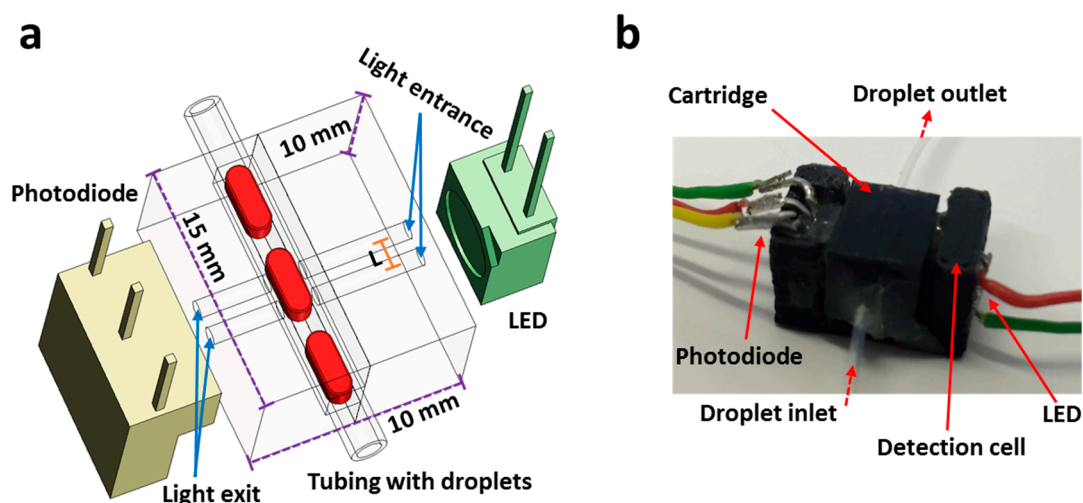 a
Light entrance
10 mm
Photodiode
15 mm
L
LED
10 mm
Light exit
Tubing with droplets
b
Cartridge
Droplet outlet
Photodiode
Droplet inlet
LED
Detection cell